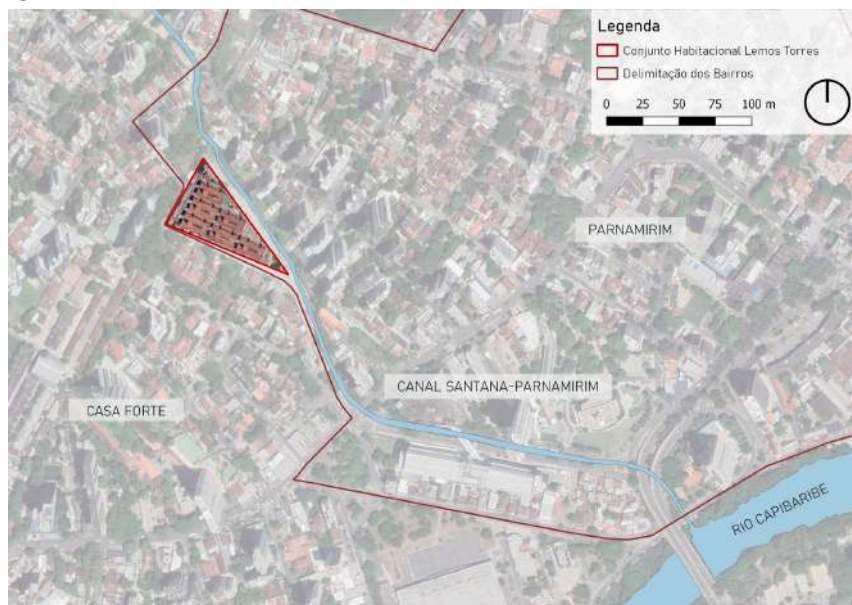 Legenda
Conjunto Habitacional Lemos Torres
Delimitação dos Bairros
0 25 50 75 100 m
PARNAMIRIM
CANAL SANTANA-PARNAMIRIM
CASA FORTE
RIO CAPIBARIBE